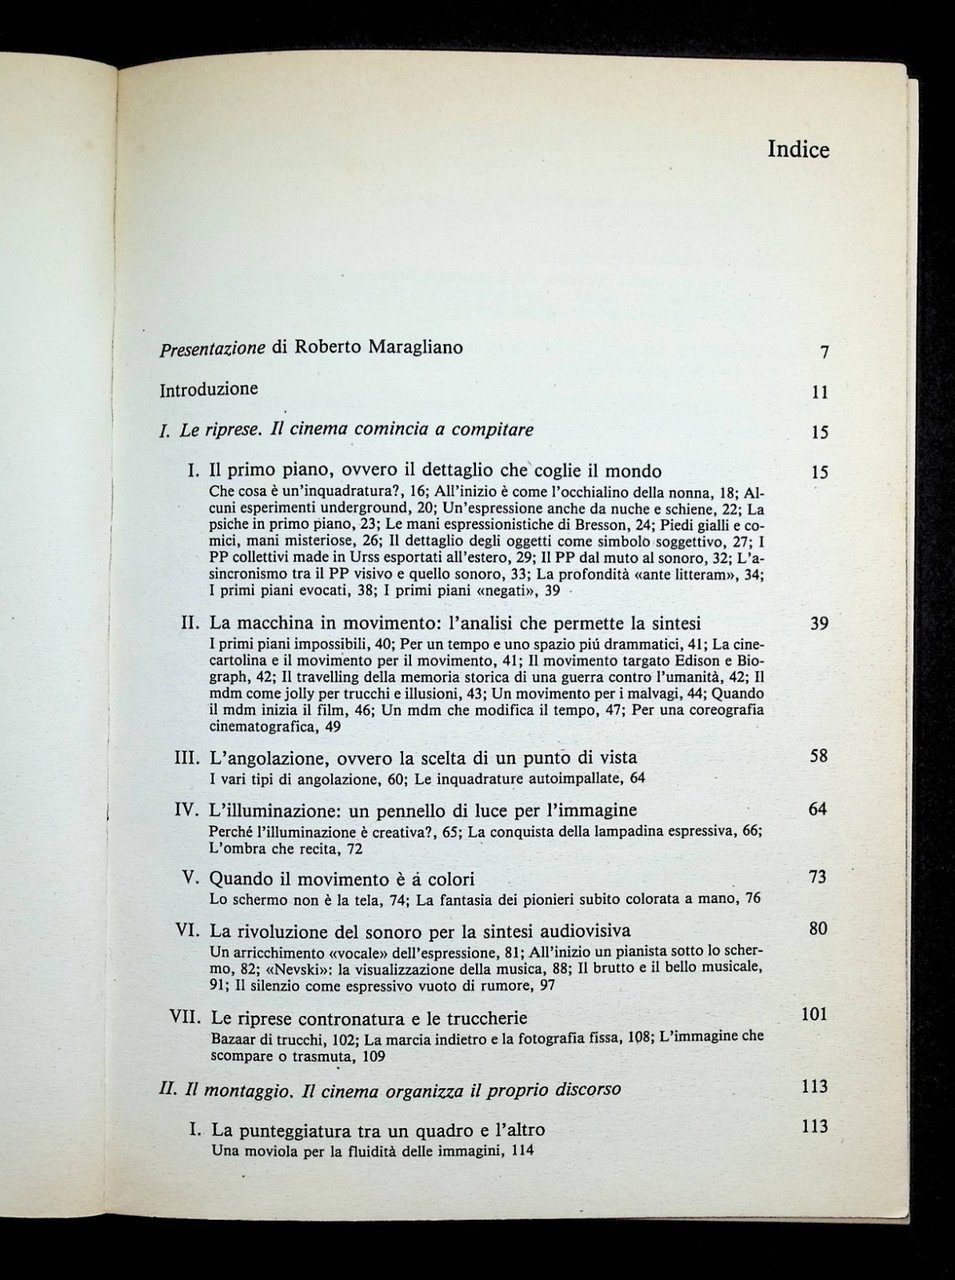 Indice
Presentazione di Roberto Maragliano 7
Introduzione 11
I. Le riprese. Il cinema comincia a compitare 15
I. Il primo piano, ovvero il dettaglio che coglie il mondo 15
Che cosa è un'inquadratura?, 16; All'inizio è come l'occhialino della nonna, 18; Al-
cuni esperimenti underground, 20; Un'espressione anche da nuche e schiene, 22; La
psiche in primo piano, 23; Le mani espressionistiche di Bresson, 24; Piedi gialli e co-
mici, mani misteriose, 26; Il dettaglio degli oggetti come simbolo soggettivo, 27; I
PP collettivi made in Urss esportati all'estero, 29; Il PP dal muto al sonoro, 32; L'a-
sincronismo tra il PP visivo e quello sonoro, 33; La profondità «ante litteram», 34;
I primi piani evocati, 38; I primi piani «negati», 39
II. La macchina in movimento: l'analisi che permette la sintesi 39
I primi piani impossibili, 40; Per un tempo e uno spazio piú drammatici, 41; La cine-
cartolina e il movimento per il movimento, 41; Il movimento targato Edison e Bio-
graph, 42; Il travelling della memoria storica di una guerra contro l'umanità, 42; Il
mdm come jolly per trucchi e illusioni, 43; Un movimento per i malvagi, 44; Quando
il mdm inizia il film, 46; Un mdm che modifica il tempo, 47; Per una coreografia
cinematografica, 49
III. L'angolazione, ovvero la scelta di un punto di vista 58
I vari tipi di angolazione, 60; Le inquadrature autoimpallate, 64
IV. L'illuminazione: un pennello di luce per l'immagine 64
Perché l'illuminazione è creativa?, 65; La conquista della lampadina espressiva, 66;
L'ombra che recita, 72
V. Quando il movimento è a colori 73
Lo schermo non è la tela, 74; La fantasia dei pionieri subito colorata a mano, 76
VI. La rivoluzione del sonoro per la sintesi audiovisiva 80
Un arricchimento «vocale» dell'espressione, 81; All'inizio un pianista sotto lo scher-
mo, 82; «Nevski»: la visualizzazione della musica, 88; Il brutto e il bello musicale,
91; Il silenzio come espressivo vuoto di rumore, 97
VII. Le riprese contronatura e le truccherie 101
Bazaar di trucchi, 102; La marcia indietro e la fotografia fissa, 108; L'immagine che
scompare o trasmuta, 109
II. Il montaggio. Il cinema organizza il proprio discorso 113
I. La punteggiatura tra un quadro e l'altro 113
Una moviola per la fluidità delle immagini, 114